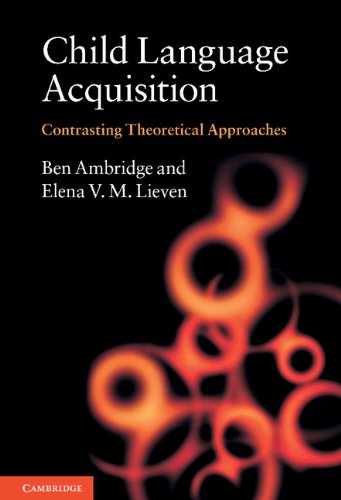 Child Language
Acquisition
Contrasting Theoretical Approaches
Ben Ambridge and
Elena V. M. Lieven
CAMBRIDGE